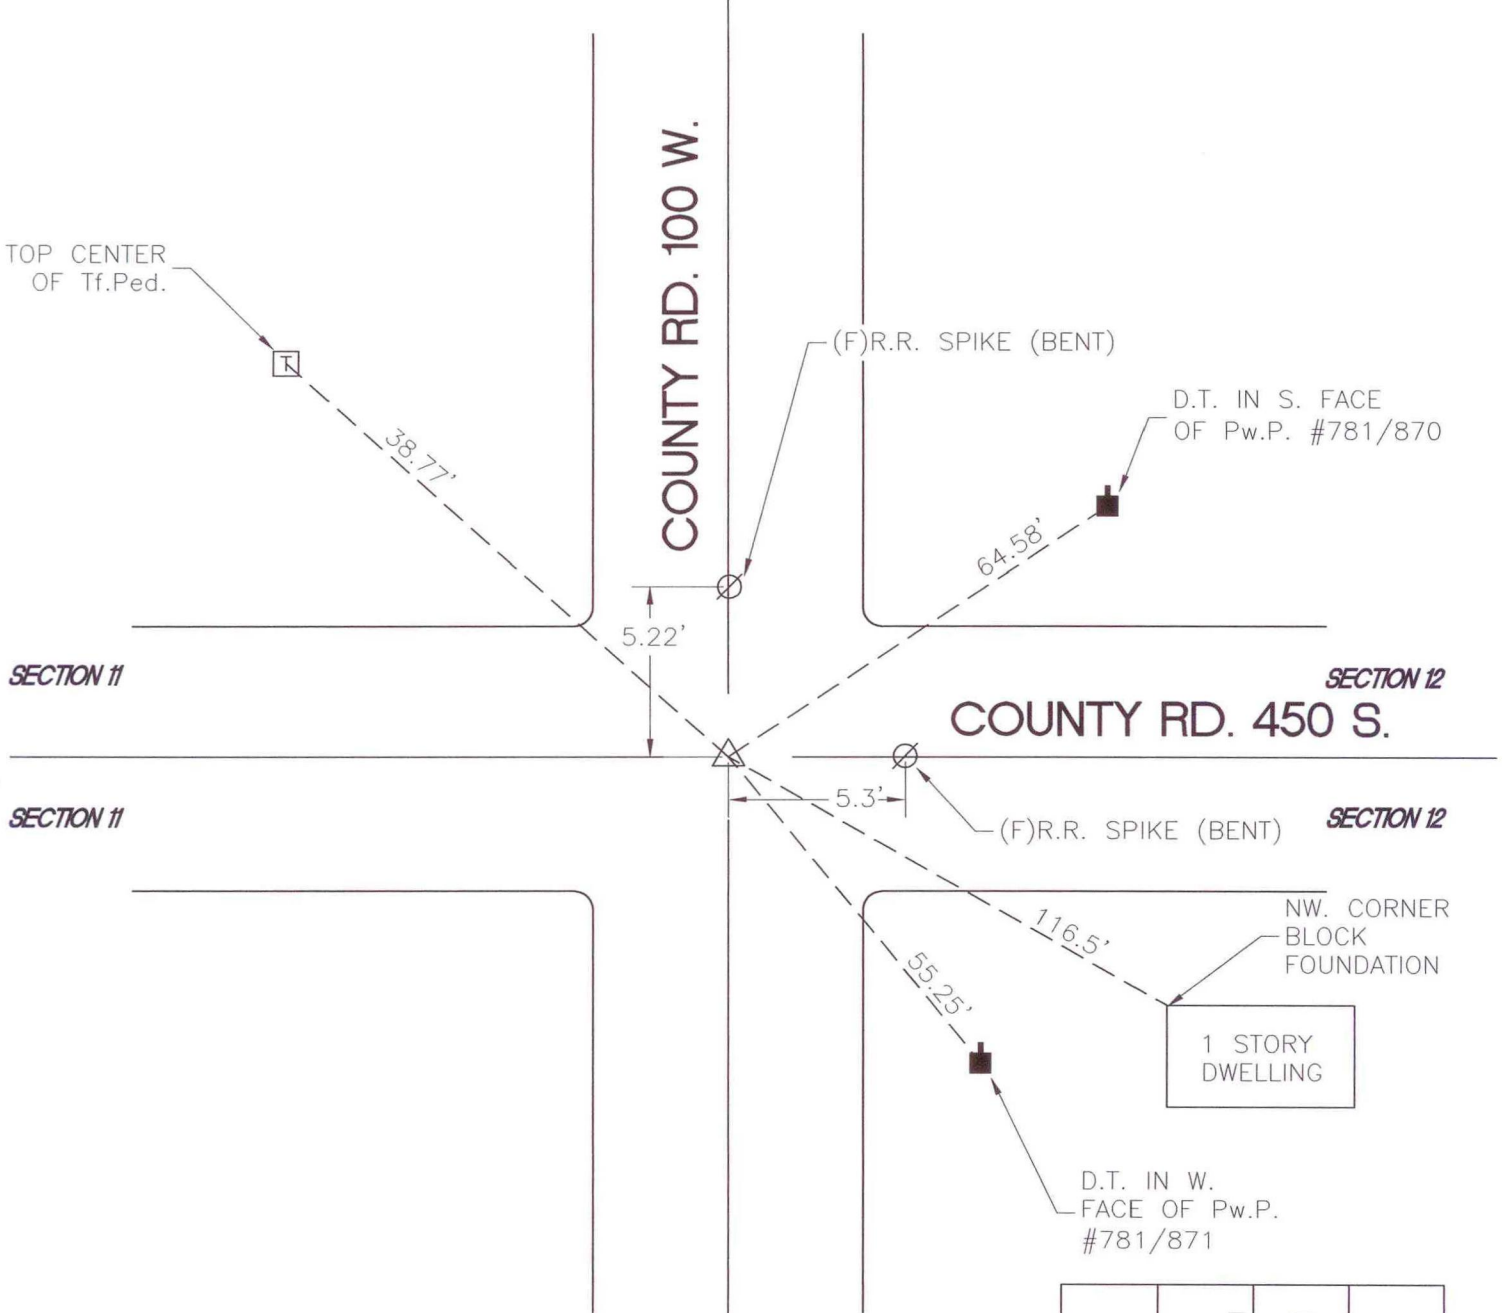 COUNTY RD. 100 W.
TOP CENTER
OF Tf.Ped.
T
38.77'
(F)R.R. SPIKE (BENT)
D.T. IN S. FACE
OF Pw.P. #781/870
64.58'
5.22'
SECTION 11
SECTION 12
COUNTY RD. 450 S.
5.3'
SECTION 11
(F)R.R. SPIKE (BENT)
SECTION 12
116.5'
NW. CORNER
BLOCK
FOUNDATION
55.25'
1 STORY
DWELLING
D.T. IN W.
FACE OF Pw.P.
#781/871